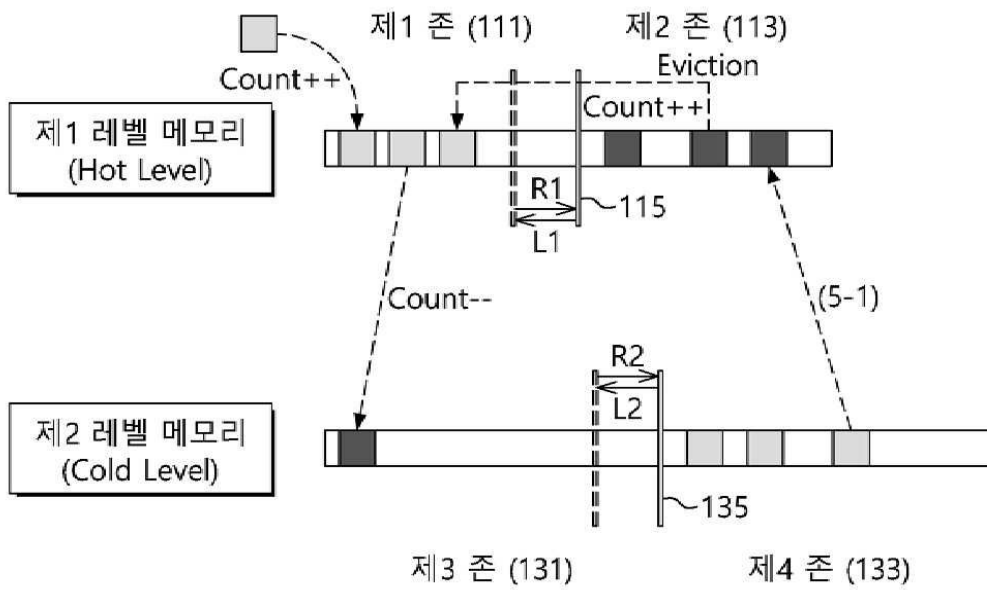 제1 존 (111)
제2 존 (113)
Count++
Eviction
Count++
제1 레벨 메모리
(Hot Level)
R1
115
L1
Count--
(5-1)
R2
L2
제2 레벨 메모리
(Cold Level)
135
제3 존 (131)
제4 존 (133)